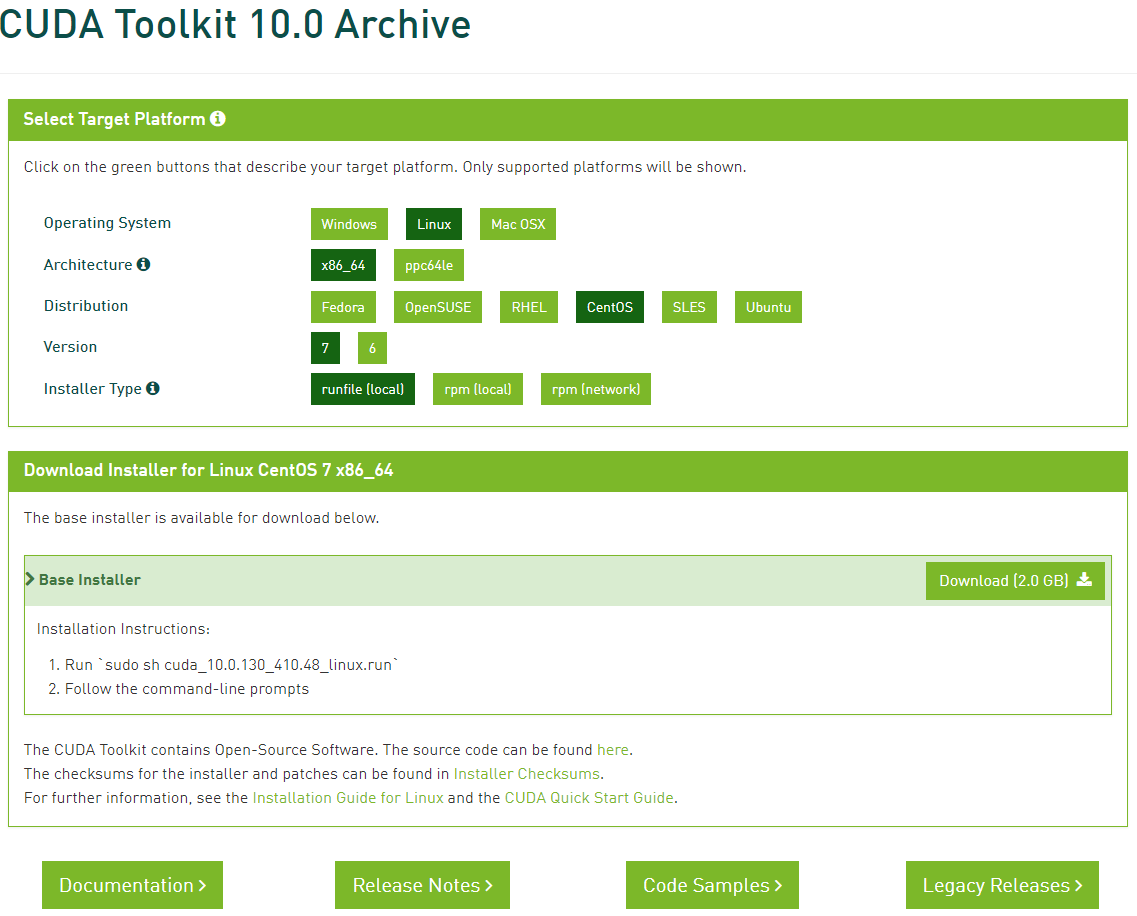 CUDA Toolkit 10.0 Archive
Select Target Platform
Click on the green buttons that describe your target platform. Only supported platforms will be shown.
Operating System Windows Linux Mac OSX
Architecture x86_64 ppc64le
Distribution Fedora OpenSUSE RHEL CentOS SLES Ubuntu
Version 7 6
Installer Type runfile (local) rpm (local) rpm (network)
Download Installer for Linux CentOS 7 x86_64
The base installer is available for download below.
Base Installer Download (2.0 GB)
Installation Instructions:
1. Run `sudo sh cuda_10.0.130_410.48_linux.run`
2. Follow the command-line prompts
The CUDA Toolkit contains Open-Source Software. The source code can be found here.
The checksums for the installer and patches can be found in Installer Checksums.
For further information, see the Installation Guide for Linux and the CUDA Quick Start Guide.
Documentation Release Notes Code Samples Legacy Releases